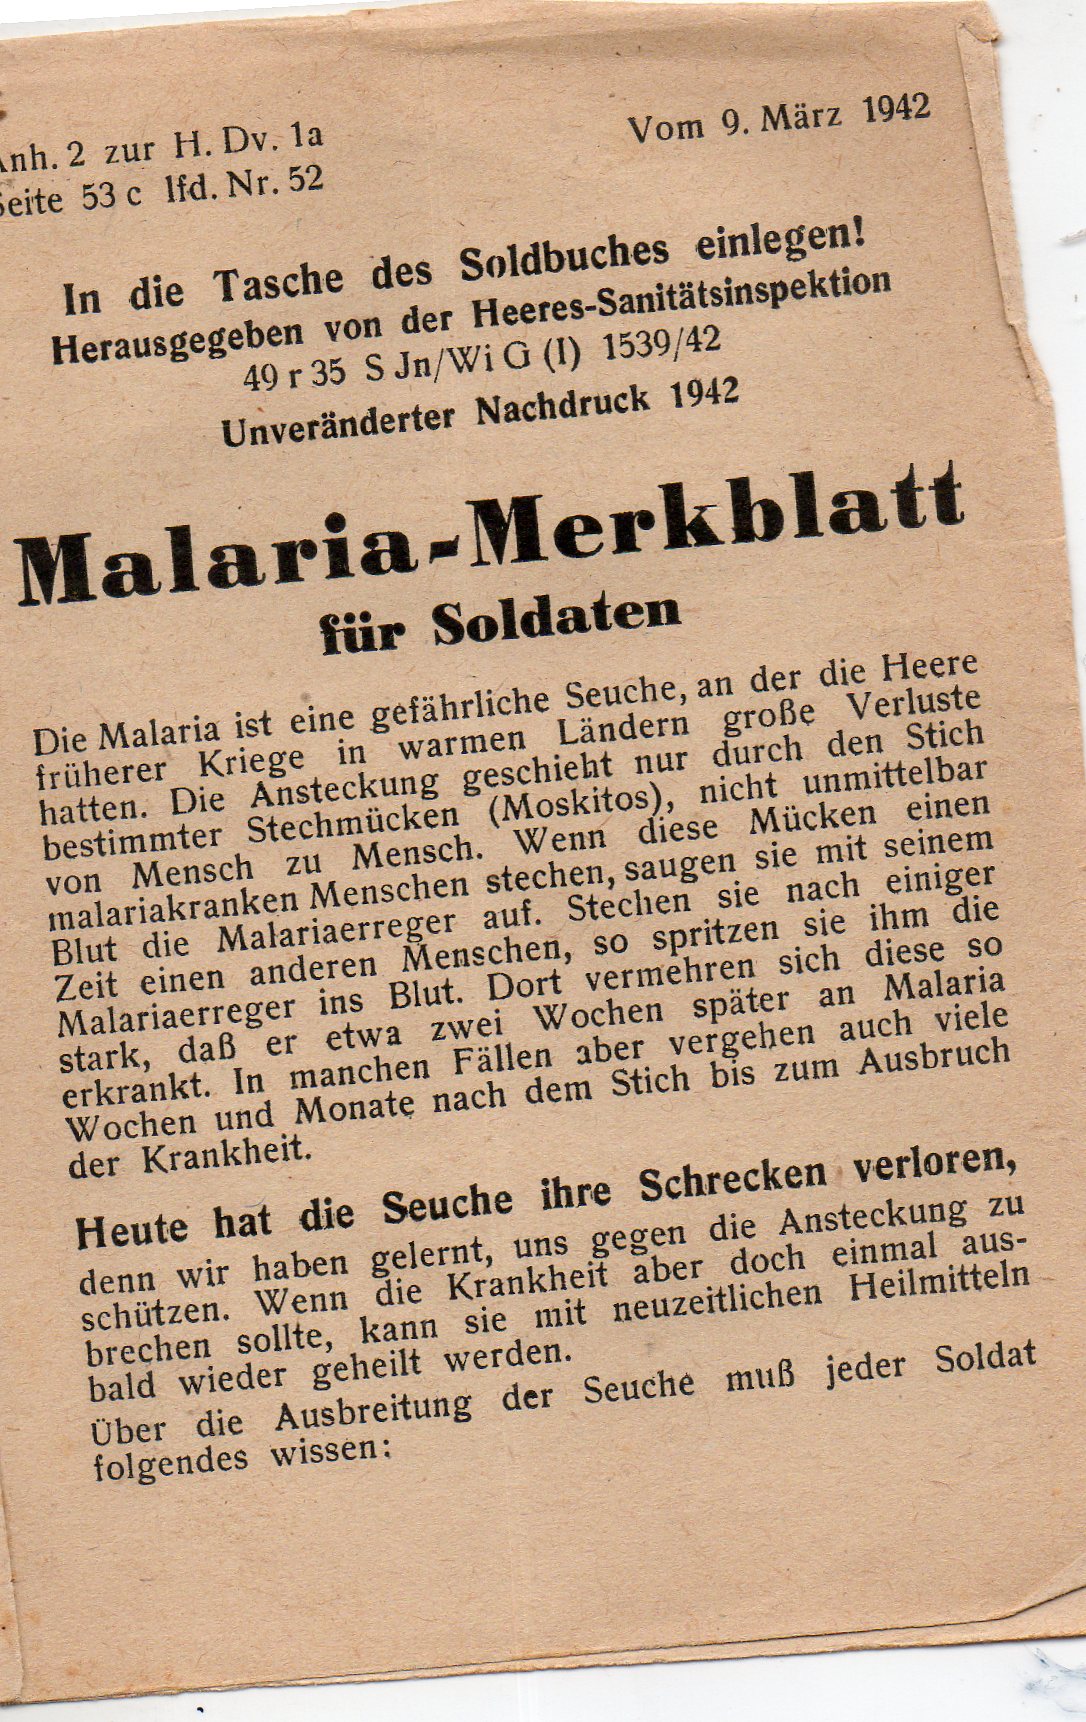 Anh. 2 zur H. Dv. 1a
Seite 53 c lfd. Nr. 52
Vom 9. März 1942
In die Tasche des Soldbuches einlegen!
Herausgegeben von der Heeres-Sanitätsinspektion
49 r 35 S Jn/Wi G (I) 1539/42
Unveränderter Nachdruck 1942
Malaria-Merkblatt
für Soldaten
Die Malaria ist eine gefährliche Seuche, an der die Heere
früherer Kriege in warmen Ländern große Verluste
hatten. Die Ansteckung geschieht nur durch den Stich
bestimmter Stechmücken (Moskitos), nicht unmittelbar
von Mensch zu Mensch. Wenn diese Mücken einen
malariakranken Menschen stechen, saugen sie mit seinem
Blut die Malariaerreger auf. Stechen sie nach einiger
Zeit einen anderen Menschen, so spritzen sie ihm die
Malariaerreger ins Blut. Dort vermehren sich diese so
stark, daß er etwa zwei Wochen später an Malaria
erkrankt. In manchen Fällen aber vergehen auch viele
Wochen und Monate nach dem Stich bis zum Ausbruch
der Krankheit.
Heute hat die Seuche ihre Schrecken verloren,
denn wir haben gelernt, uns gegen die Ansteckung zu
schützen. Wenn die Krankheit aber doch einmal aus-
brechen sollte, kann sie mit neuzeitlichen Heilmitteln
bald wieder geheilt werden.
Über die Ausbreitung der Seuche muß jeder Soldat
folgendes wissen: